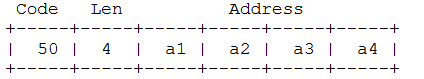 Code   Len          Address
+-----+-----+-----+-----+-----+-----+
|  50 |  4  |  a1 |  a2 |  a3 |  a4 |
+-----+-----+-----+-----+-----+-----+